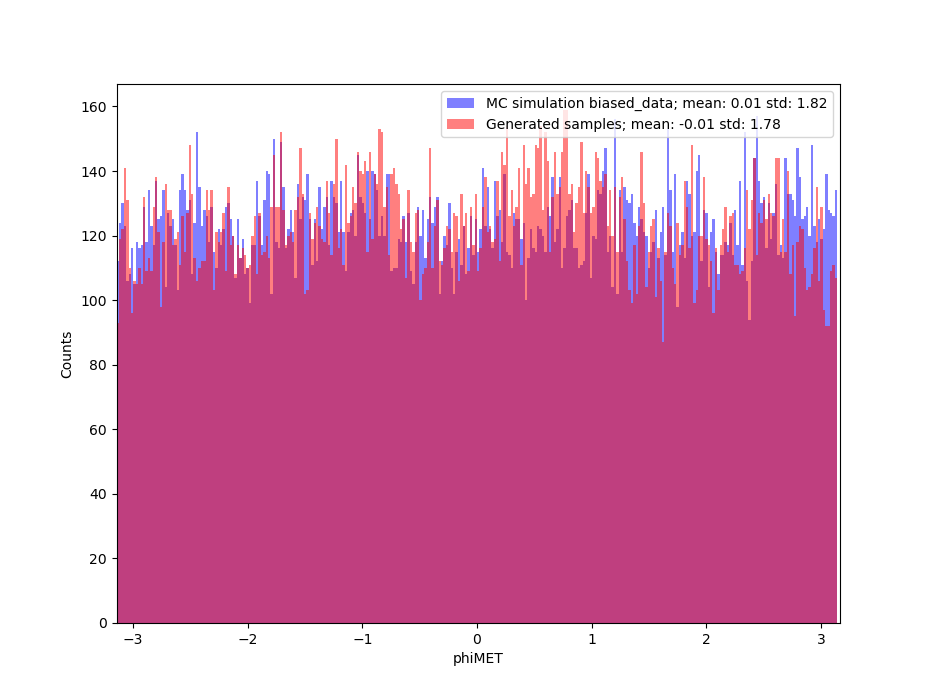 160
140
120
100
80
60
40
20
0
Counts
MC simulation biased_data; mean: 0.01 std: 1.82
Generated samples; mean: -0.01 std: 1.78
−3 −2 −1 0 1 2 3
phiMET